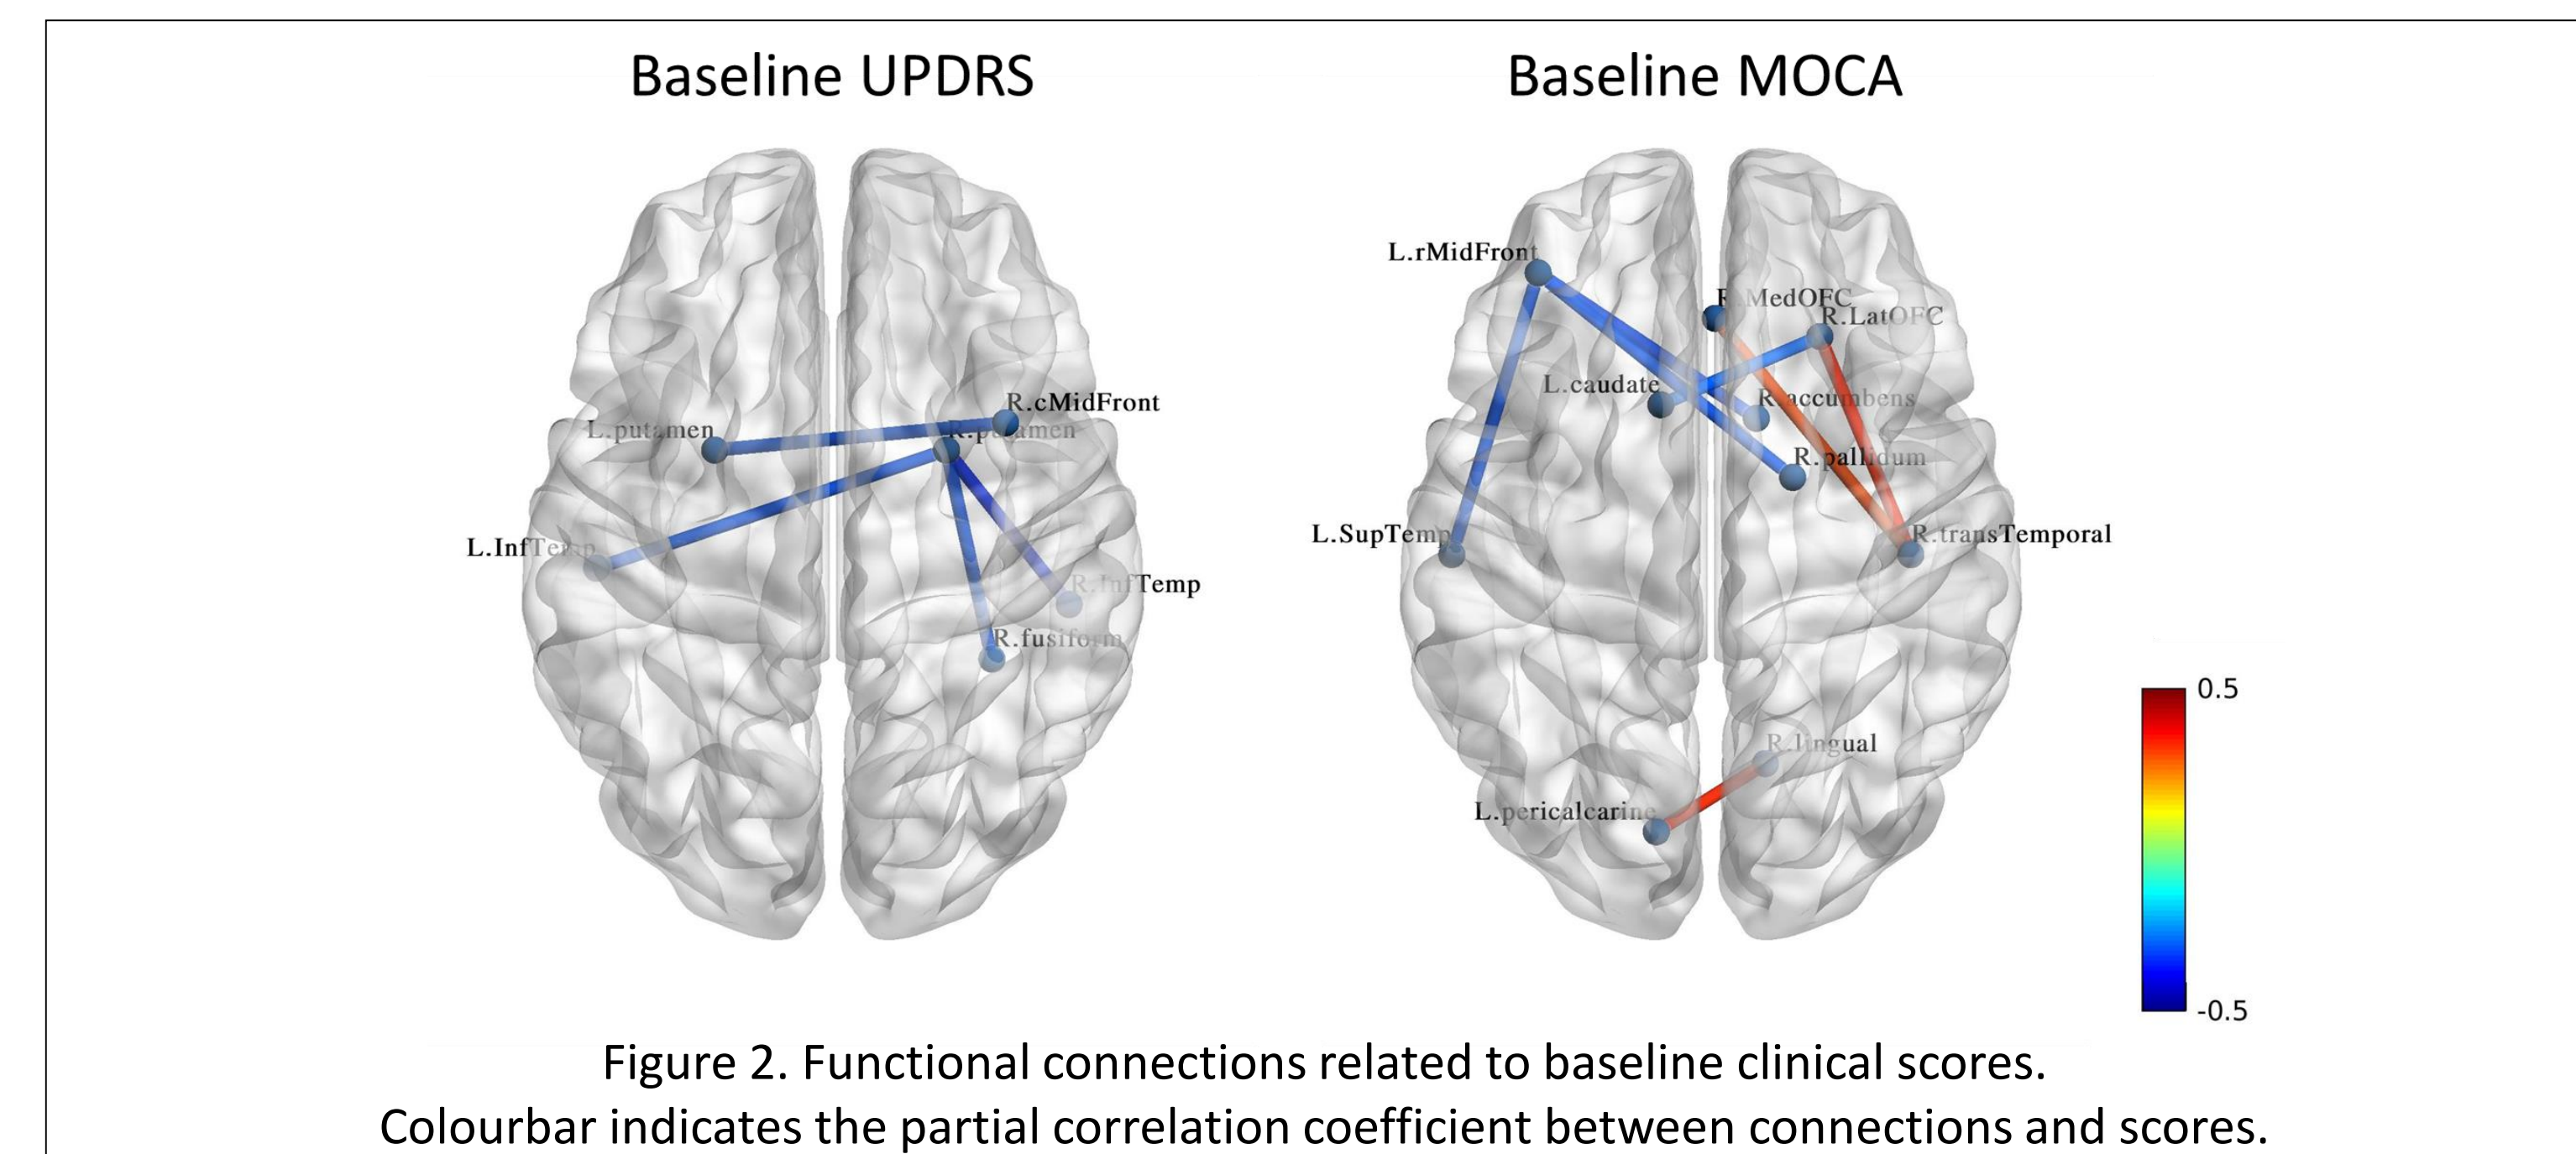 Baseline UPDRS
Baseline MOCA
R.cMidFront
L.putamen
R.putamen
L.InfTemp
R.InfTemp
R.fusiform
L.rMidFront
R.MedOFC
R.LatOFC
L.caudate
R.accumbens
R.pallidum
L.SupTemp
R.transTemporal
R.lingual
L.pericalcarine
0.5
-0.5
Figure 2. Functional connections related to baseline clinical scores.
Colourbar indicates the partial correlation coefficient between connections and scores.